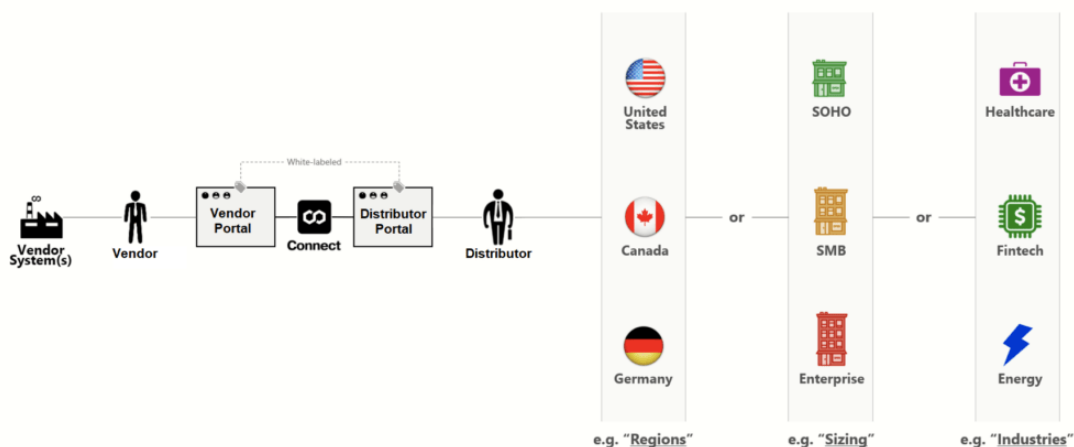 White-labeled
∞
Vendor
System(s)
Vendor
Vendor
Portal
Connect
Distributor
Portal
Distributor
United
States
Canada
Germany
or
SOHO
SMB
Enterprise
or
Healthcare
$
Fintech
Energy
e.g. “Regions”
e.g. “Sizing”
e.g. “Industries”